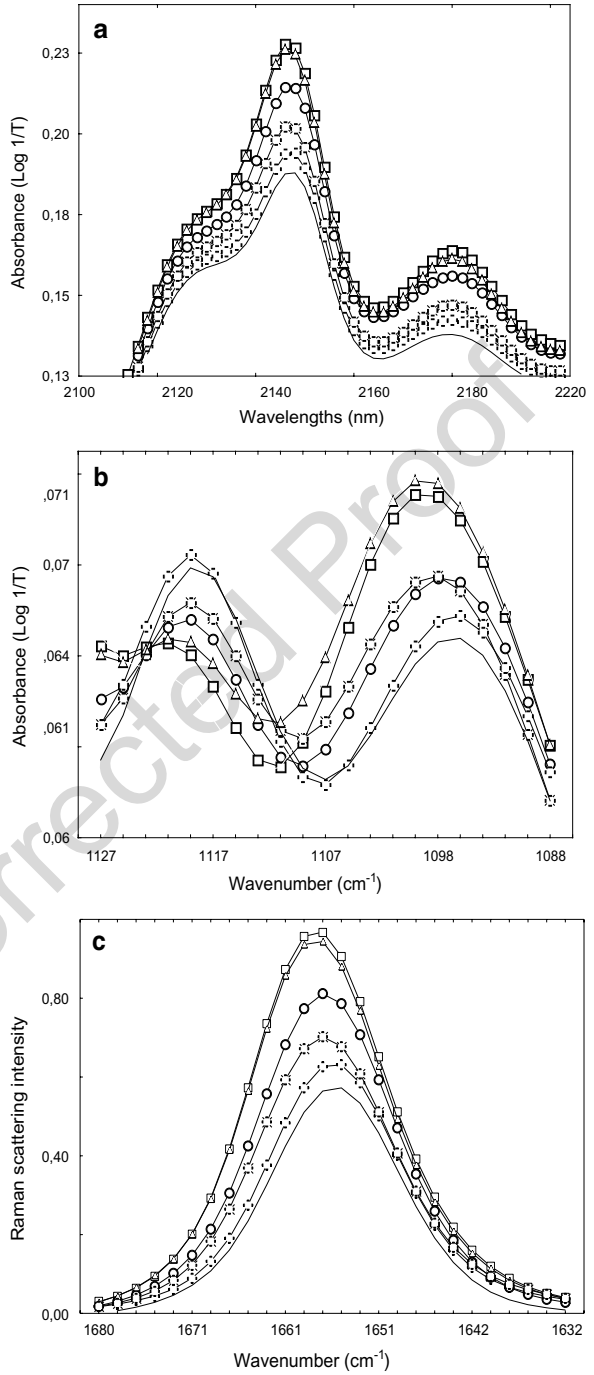 a
0,23
0,20
0,18
0,15
0,13
Absorbance (Log 1/T)
2100 2120 2140 2160 2180 2200 2220
Wavelengths (nm)
b
,071
,07
,064
,061
0,06
Absorbance (Log 1/T)
1127 1117 1107 1098 1088
Wavenumber (cm-1)
c
0,80
0,40
0,00
Raman scattering intensity
1680 1671 1661 1651 1642 1632
Wavenumber (cm-1)
orrected Proof